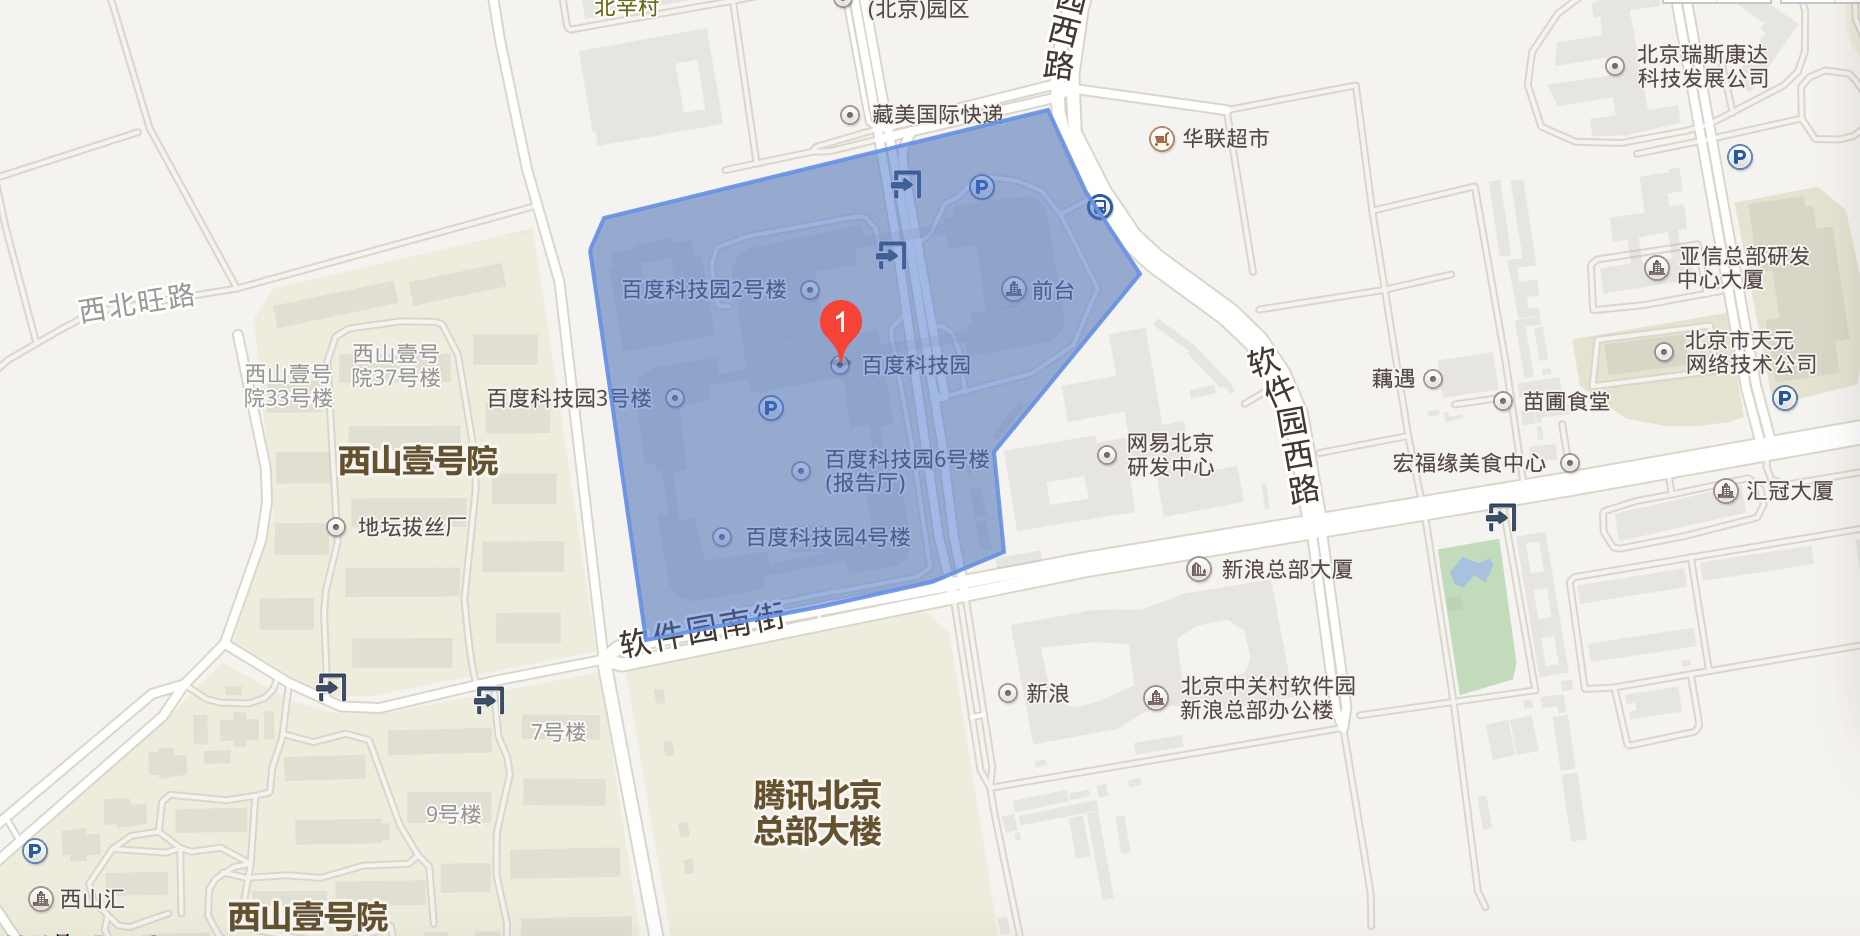 北辛村
(北京)园区
园西路
北京瑞斯康达
科技发展公司
藏美国际快递
华联超市
P
P
亚信总部研发
中心大厦
西北旺路
百度科技园2号楼
前台
1
北京市天元
网络技术公司
西山壹号
院37号楼
西山壹号
院33号楼
百度科技园
软件园西路
藕遇
苗圃食堂
P
百度科技园3号楼
P
西山壹号院
网易北京
研发中心
百度科技园6号楼
(报告厅)
宏福缘美食中心
汇冠大厦
地坛拔丝厂
百度科技园4号楼
新浪总部大厦
软件园南街
新浪
北京中关村软件园
新浪总部办公楼
7号楼
腾讯北京
总部大楼
9号楼
P
西山汇
西山壹号院